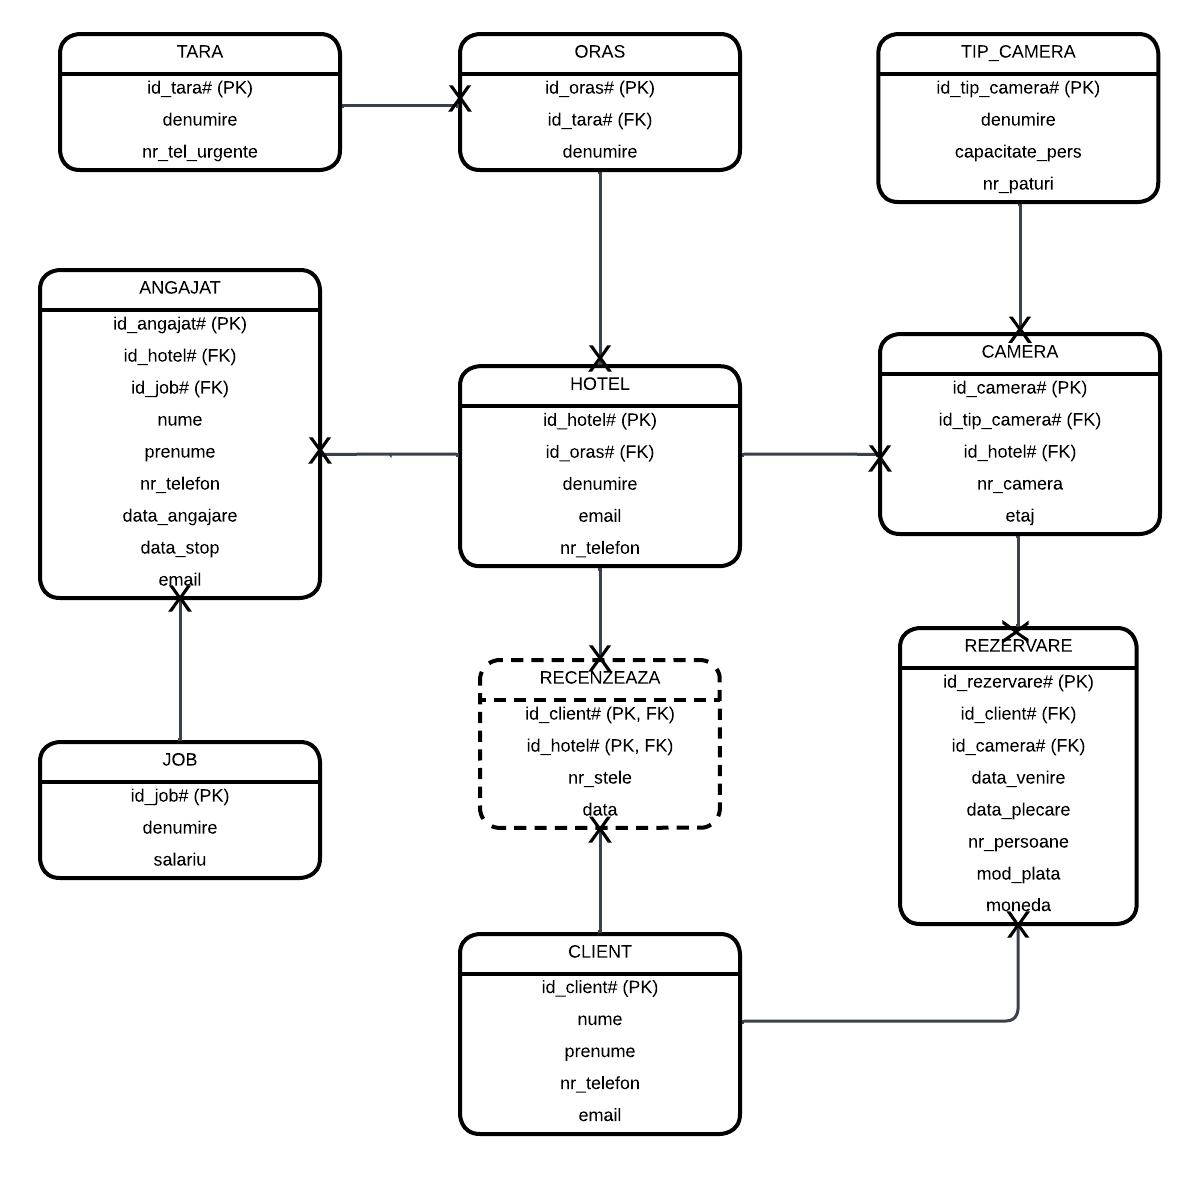 TARA
id_tara# (PK)
denumire
nr_tel_urgente
ORAS
id_oras# (PK)
id_tara# (FK)
denumire
TIP_CAMERA
id_tip_camera# (PK)
denumire
capacitate_pers
nr_paturi
ANGAJAT
id_angajat# (PK)
id_hotel# (FK)
id_job# (FK)
nume
prenume
nr_telefon
data_angajare
data_stop
email
HOTEL
id_hotel# (PK)
id_oras# (FK)
denumire
email
nr_telefon
CAMERA
id_camera# (PK)
id_tip_camera# (FK)
id_hotel# (FK)
nr_camera
etaj
RECENZEAZA
id_client# (PK, FK)
id_hotel# (PK, FK)
nr_stele
data
REZERVARE
id_rezervare# (PK)
id_client# (FK)
id_camera# (FK)
data_venire
data_plecare
nr_persoane
mod_plata
moneda
JOB
id_job# (PK)
denumire
salariu
CLIENT
id_client# (PK)
nume
prenume
nr_telefon
email